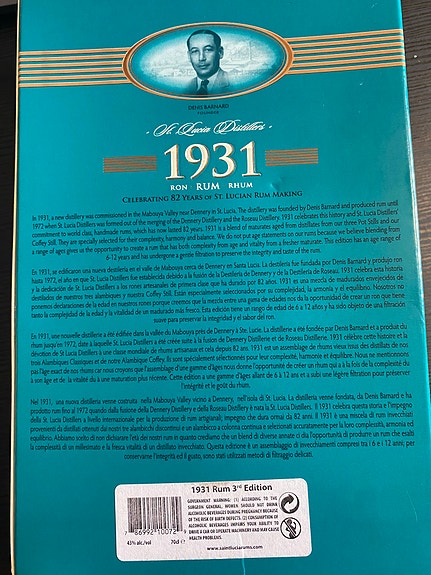 DENIS BARNARD
FOUNDER
St. Lucia Distillers
1931
RON RUM RHUM
CELEBRATING 82 YEARS OF ST. LUCIAN RUM MAKING
In 1931, a new distillery was commissioned in the Mabouya Valley near Dennery in St. Lucia. The distillery was founded by Denis Barnard and produced rum until
1972 when St. Lucia Distillers was formed out of the merging of the Dennery Distillery and the Roseau Distillery. 1931 celebrates this history and St. Lucia Distillers'
commitment to world class, handmade rums, which has now lasted 82 years. 1931 is a blend of maturates aged from distillates from our three Pot Stills and our
Coffey Still. They are specially selected for their complexity, harmony and balance. We do not put age statements on our rums because we believe blending from
a range of ages gives us the opportunity to create a rum that has both complexity from age and vitality from a fresher maturate. This edition has an age range of
6-12 years and has undergone a gentle filtration to preserve the integrity and taste of the rum.
En 1931, se edificaron una nueva destilería en el valle de Mabouya cerca de Dennery en Santa Lucia. La destilería fue fundada por Denis Barnard y produjo ron
hasta 1972, el año en que St. Lucia Distillers fue establecido debido a la fusión de la Destilería de Dennery y de la Destilería de Roseau. 1931 celebra esta historia
y la dedicación de St. Lucia Distillers a los rones artesanales de primera clase que ha durado por 82 años. 1931 es una mezcla de madurados envejecidos de
destilados de nuestros tres alambiques y nuestro Coffey Still. Están especialmente seleccionados por su complejidad, la armonía y el equilibrio. Nosotros no
ponemos declaraciones de la edad en nuestros rones porque creemos que la mezcla entre una gama de edades nos da la oportunidad de crear un ron que tiene
tanto la complejidad de la edad y la vitalidad de un madurado más fresco. Esta edición tiene un rango de edad de 6 a 12 años y ha sido objeto de una filtración
suave para preservar la integridad y el sabor del ron.
En 1931, une nouvelle distillerie a été édifiée dans la vallée du Mabouya près de Dennery à Ste. Lucie. La distillerie a été fondée par Denis Barnard et a produit du
rhum jusqu'en 1972, date à laquelle St. Lucia Distillers a été créée suite à la fusion de Dennery Distillerie et de Roseau Distillerie. 1931 célèbre cette histoire et la
dévotion de St. Lucia Distillers à une classe mondiale de rhums artisanaux et cela depuis 82 ans. 1931 est un assemblage de rhums vieux tirés des distillats de nos
trois Alambiques Classiques et de notre Alambique Coffey. Ils sont spécialement sélectionnés pour leur complexité, harmonie et équilibre. Nous ne mentionnons
pas l'âge exact de nos rhums car nous croyons que l'assemblage d'une gamme d'âges nous donne l'opportunité de créer un rhum qui a à la fois de la complexité du
à son âge et de la vitalité du à une maturation plus récente. Cette édition a une gamme d'âges allant de 6 à 12 ans et a subi une légère filtration pour préserver
l'intégrité et le goût du rhum.
Nel 1931, una nuova distilleria venne costruita nella Mabouya Valley vicino a Dennery, nell'isola di St. Lucia. La distilleria venne fondata, da Denis Barnard e ha
prodotto rum fino al 1972 quando dalla fusione della Dennery Distillery e della Roseau Distillery è nata la St. Lucia Distillers. Il 1931 celebra questa storia e l'impegno
della St. Lucia Distillers a livello internazionale per la produzione di rum artigianali; impegno che dura ormai da 82 anni. Il 1931 è una miscela di rum invecchiati
provenienti da distillati ottenuti dai nostri tre alambicchi discontinui e un alambicco a colonna continua e selezionati accuratamente per la loro complessità, armonia ed
equilibrio. Abbiamo scelto di non dichiarare l'età dei nostri rum in quanto crediamo che un blend di diverse annate ci dia l'opportunità di produrre un rum che esalti
la complessità di un millesimato e la fresca vitalità di un distillato invecchiato. Questa edizione è un assemblaggio di invecchiamenti compresi tra i 6 e i 12 anni; per
conservarne l'integrità ed il gusto, sono stati utilizzati metodi di filtraggio delicati.
1931 Rum 3rd Edition
GOVERNMENT WARNING: (1) ACCORDING TO THE
SURGEON GENERAL, WOMEN SHOULD NOT DRINK
ALCOHOLIC BEVERAGES DURING PREGNANCY BECAUSE
OF THE RISK OF BIRTH DEFECTS. (2) CONSUMPTION OF
ALCOHOLIC BEVERAGES IMPAIRS YOUR ABILITY TO
DRIVE A CAR OR OPERATE MACHINERY AND MAY CAUSE
HEALTH PROBLEMS.
7 86992 10072 9
43% alc./vol 70cl e
www.saintluciarums.com